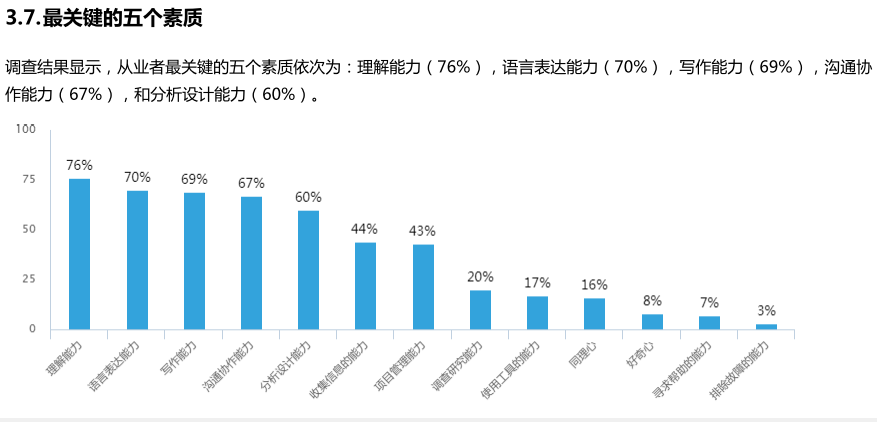 3.7.最关键的五个素质
调查结果显示，从业者最关键的五个素质依次为：理解能力（76%），语言表达能力（70%），写作能力（69%），沟通协
作能力（67%），和分析设计能力（60%）。
100
75
50
25
0
76%
70%
69%
67%
60%
44%
43%
20%
17%
16%
8%
7%
3%
理解能力
语言表达能力
写作能力
沟通协作能力
分析设计能力
收集信息的能力
项目管理能力
调查研究能力
使用工具的能力
同理心
好奇心
寻求帮助的能力
排除故障的能力